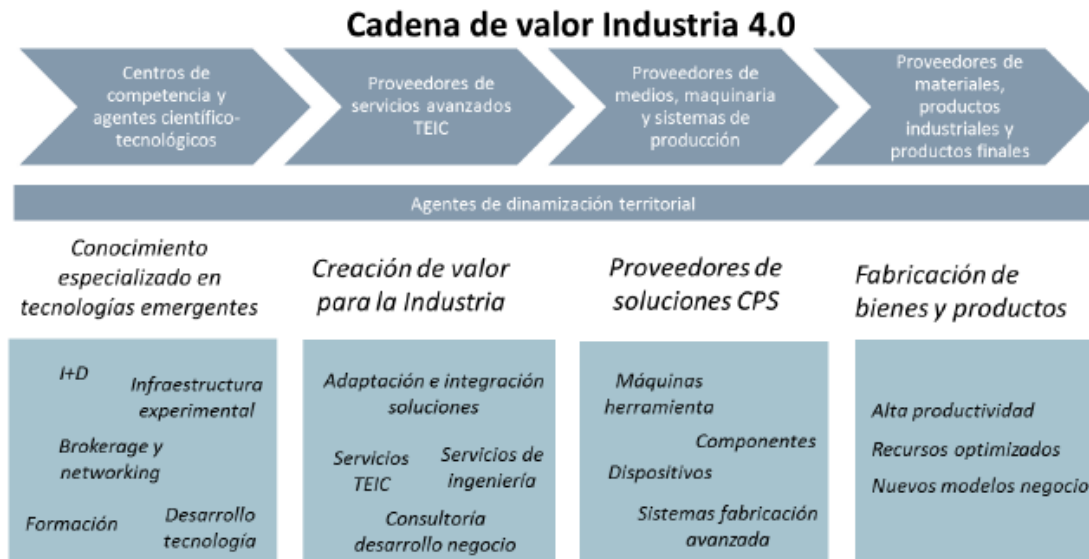 Cadena de valor Industria 4.0
Centros de
competencia y
agentes científico-
tecnológicos
Proveedores de
servicios avanzados
TEIC
Proveedores de
medios, maquinaria
y sistemas de
producción
Proveedores de
materiales,
productos
industriales y
productos finales
Agentes de dinamización territorial
Conocimiento
especializado en
tecnologías emergentes
Creación de valor
para la Industria
Proveedores de
soluciones CPS
Fabricación de
bienes y productos
I+D
Infraestructura
experimental
Brokerage y
networking
Formación
Desarrollo
tecnología
Adaptación e integración
soluciones
Servicios
TEIC
Servicios de
ingeniería
Consultoría
desarrollo negocio
Máquinas
herramienta
Componentes
Dispositivos
Sistemas fabricación
avanzada
Alta productividad
Recursos optimizados
Nuevos modelos negocio